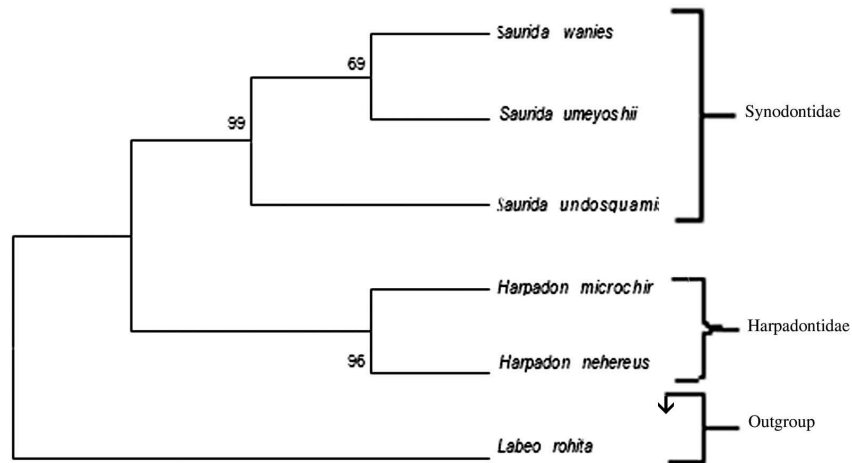 Saurida wanies
69
Synodontidae
Saurida umeyoshii
99
Saurida undosquami
Harpadon microchir
Harpadontidae
96
Harpadon nehereus
Outgroup
Labeo rohita